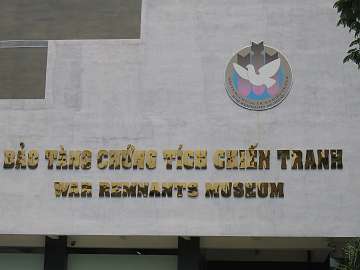 BẢO TÀNG CHỨNG TÍCH CHIẾN TRANH
WAR REMNANTS MUSEUM